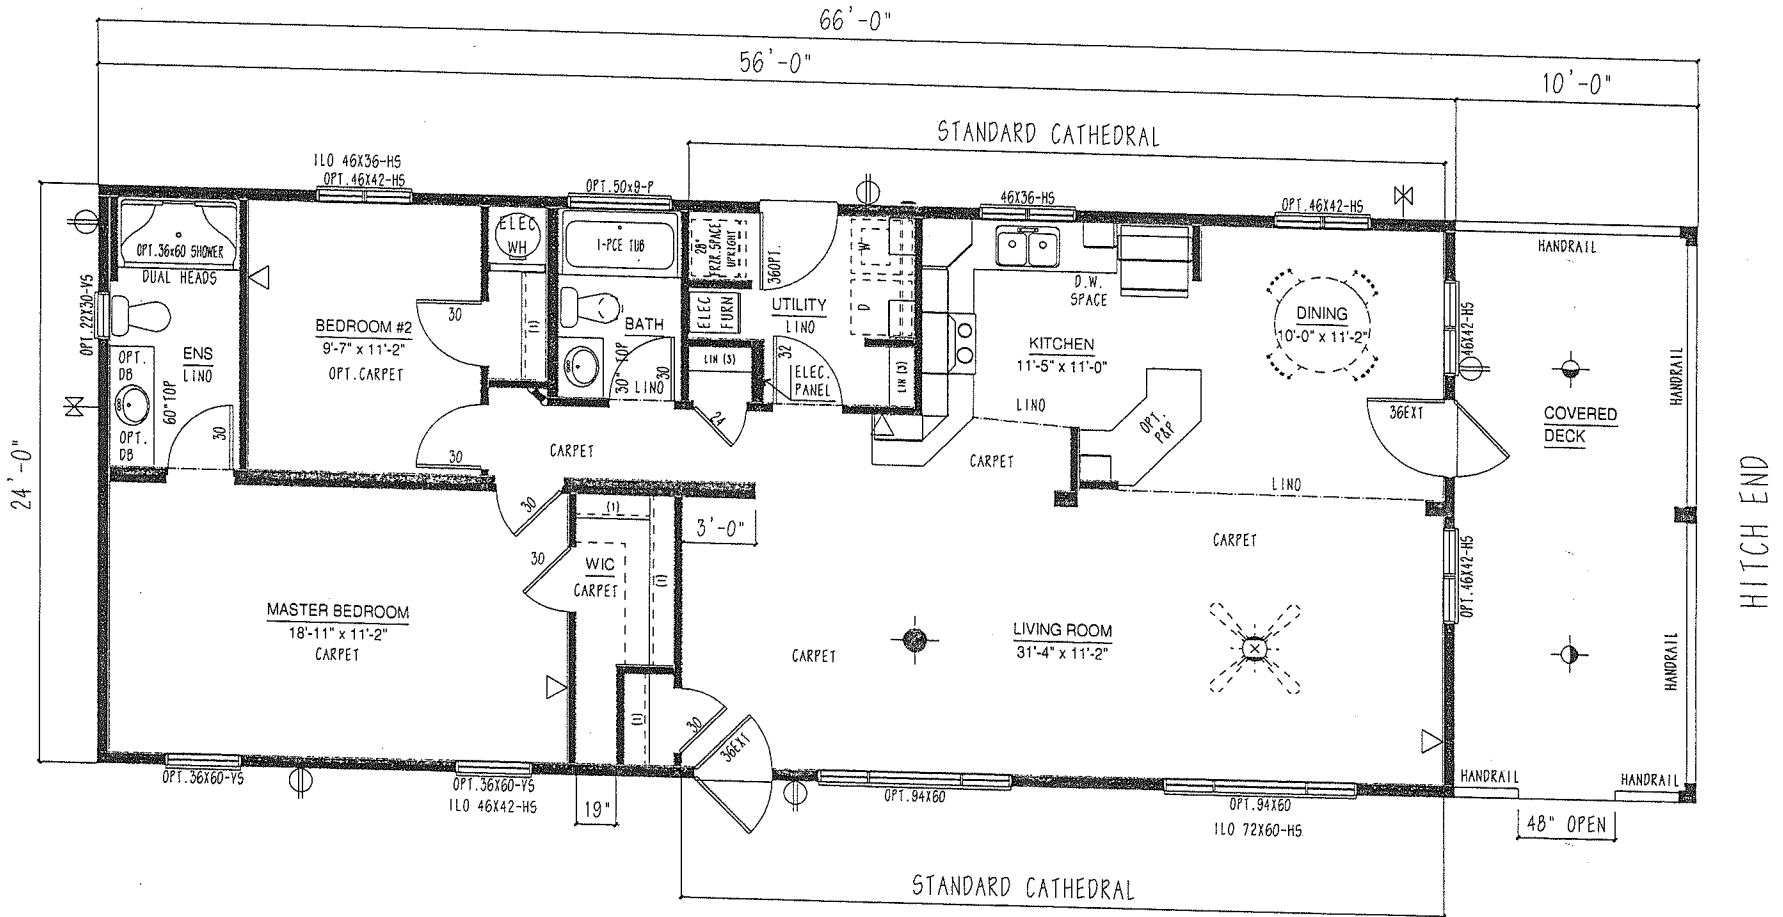 66'-0"
56'-0"
10'-0"
STANDARD CATHEDRAL
ILO 46X36-HS
OPT.46X42-HS
OPT.50x9-P
46X36-HS
OPT.46X42-HS
HANDRAIL
OPT.36x60 SHOWER
DUAL HEADS
ELEC
WH
1-PCE TUB
28"
FRZR.SPACE
UPRIGHT
36OPT.
W
D
D.W.
SPACE
OPT.22X30-VS
ENS
LINO
OPT.
DB
60"TOP
OPT.
DB
30
BEDROOM #2
9'-7" x 11'-2"
OPT.CARPET
30
(1)
30
BATH
30" TOP
LINO
30
ELEC
FURN
UTILITY
LINO
LIN (3)
32
ELEC.
PANEL
LIN (3)
24
KITCHEN
11'-5" x 11'-0"
LINO
OPT.
P&P
DINING
10'-0" x 11'-2"
46X42-HS
36EXT
COVERED
DECK
HANDRAIL
CARPET
CARPET
LINO
24'-0"
HITCH END
30
30
(1)
WIC
CARPET
(1)
3'-0"
CARPET
OPT.46X42-HS
MASTER BEDROOM
18'-11" x 11'-2"
CARPET
CARPET
LIVING ROOM
31'-4" x 11'-2"
HANDRAIL
(1)
30
36EXT
OPT.36X60-VS
OPT.36X60-VS
ILO 46X42-HS
19"
OPT.94X60
OPT.94X60
ILO 72X60-HS
HANDRAIL
HANDRAIL
48" OPEN
STANDARD CATHEDRAL